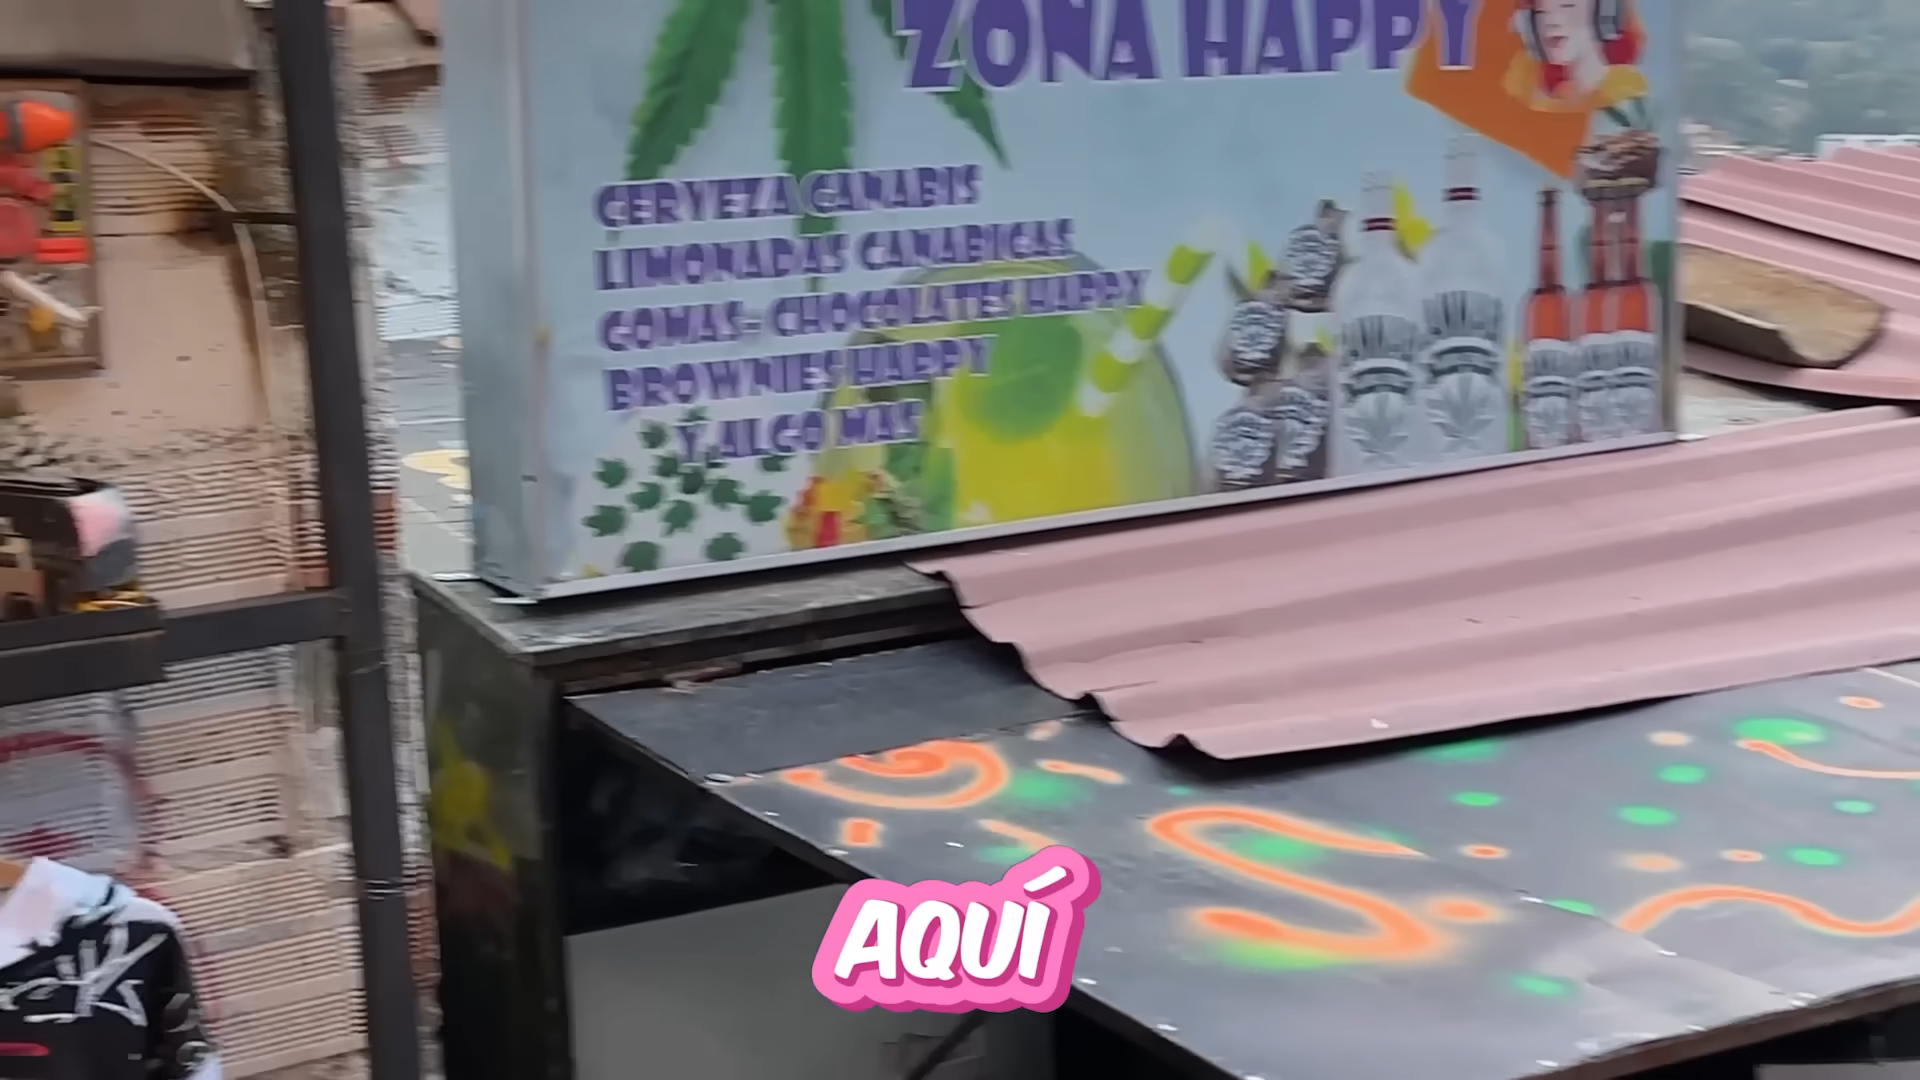 ZONA HAPPY
CERVEZA CANABIS
LIMONADAS CANABICAS
GOMAS- CHOCOLATES HAPPY
BROWNIES HAPPY
Y ALGO MAS
AQUÍ